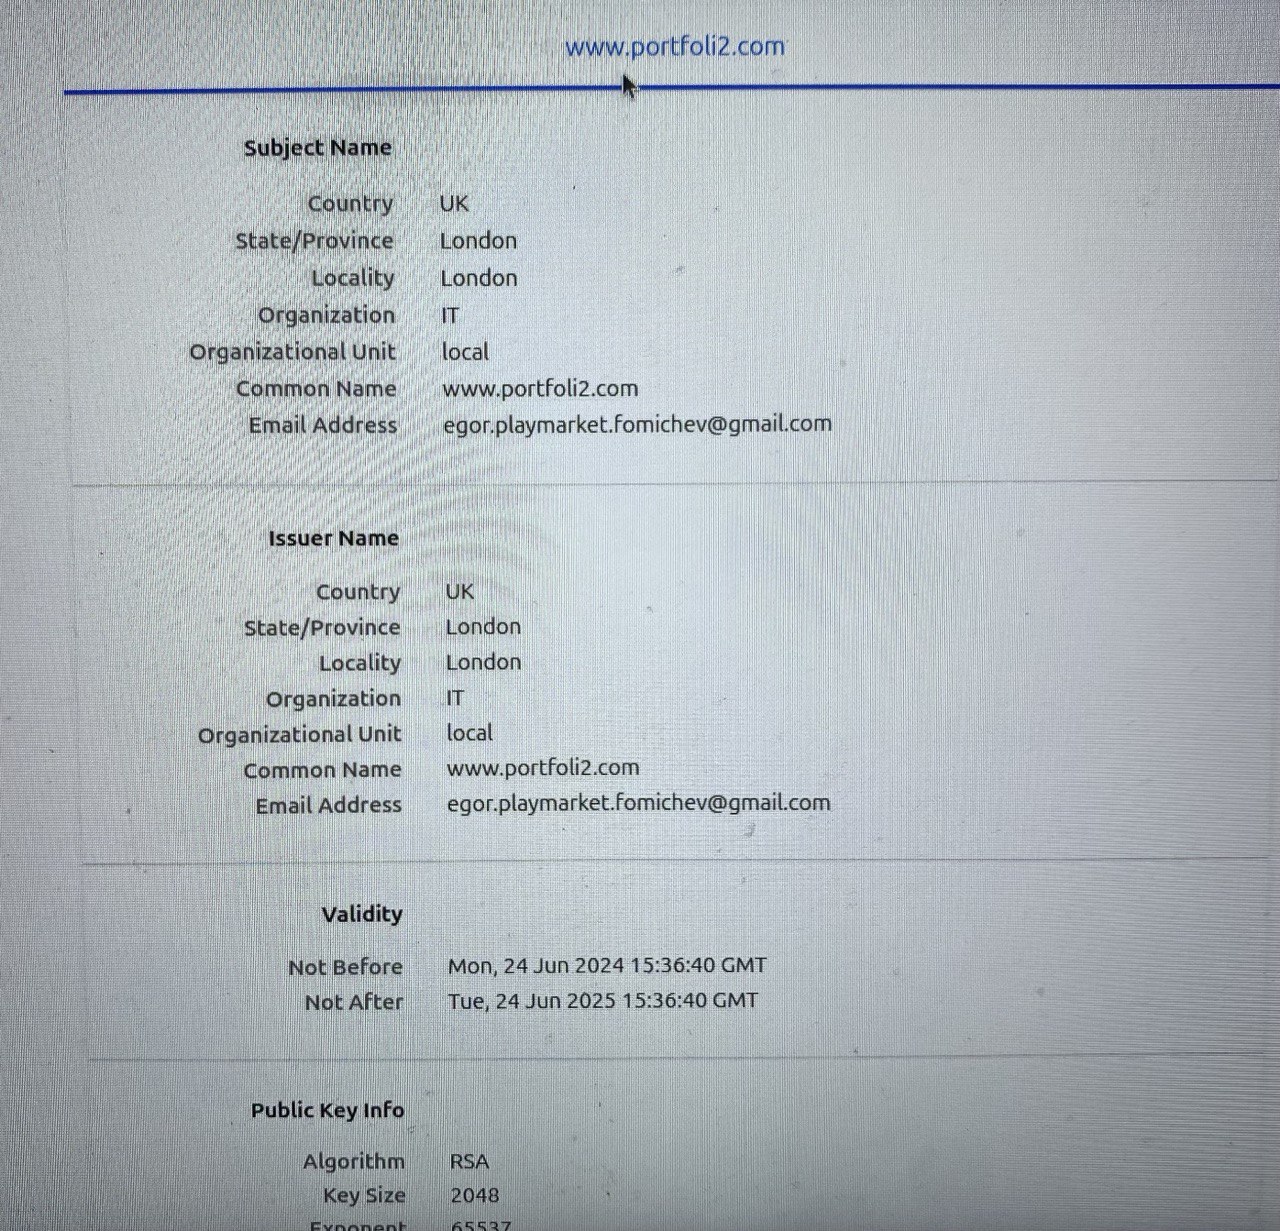 www.portfoli2.com
Subject Name
Country UK
State/Province London
Locality London
Organization IT
Organizational Unit local
Common Name www.portfoli2.com
Email Address egor.playmarket.fomichev@gmail.com
Issuer Name
Country UK
State/Province London
Locality London
Organization IT
Organizational Unit local
Common Name www.portfoli2.com
Email Address egor.playmarket.fomichev@gmail.com
Validity
Not Before Mon, 24 Jun 2024 15:36:40 GMT
Not After Tue, 24 Jun 2025 15:36:40 GMT
Public Key Info
Algorithm RSA
Key Size 2048
Exponent 65537